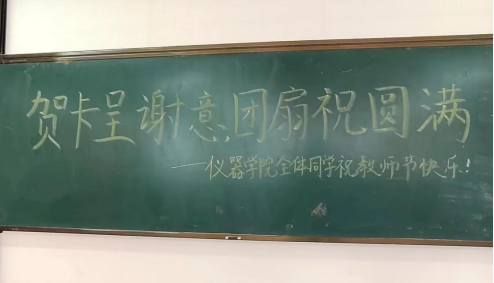 贺卡呈谢意团扇祝圆满
——仪器学院全体同学祝教师节快乐！